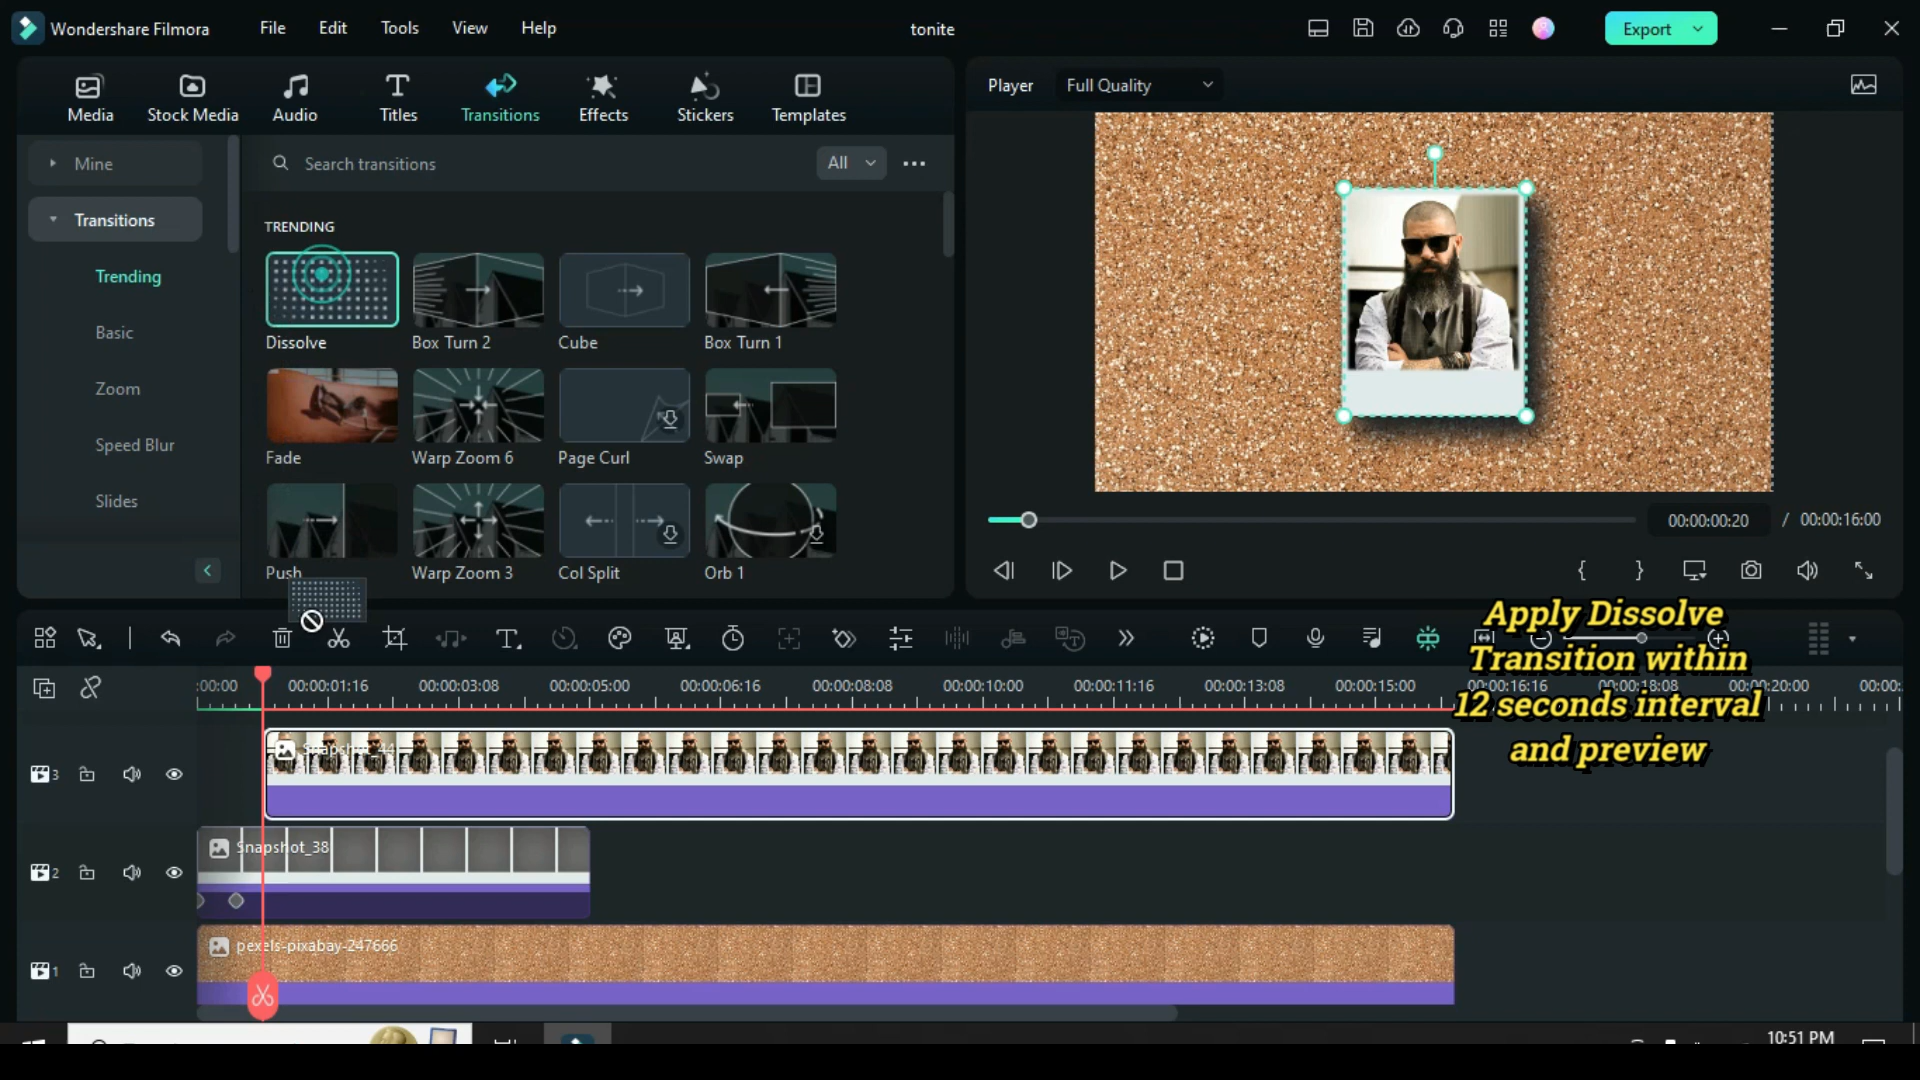 Wondershare Filmora
File
Edit
Tools
View
Help
tonite
Export
Media
Stock Media
Audio
Titles
Transitions
Effects
Stickers
Templates
Player
Full Quality
Mine
Search transitions
All
Transitions
TRENDING
Trending
Basic
Zoom
Speed Blur
Slides
Dissolve
Box Turn 2
Cube
Box Turn 1
Fade
Warp Zoom 6
Page Curl
Swap
Push
Warp Zoom 3
Col Split
Orb 1
00:00:00:20 / 00:00:16:00
Apply Dissolve
Transition within
12 seconds interval
and preview
:00:00
00:00:01:16
00:00:03:08
00:00:05:00
00:00:06:16
00:00:08:08
00:00:10:00
00:00:11:16
00:00:13:08
00:00:15:00
00:00:16:16
00:00:18:08
00:00:20:00
00:00:
Snapshot_44
3
Snapshot_38
2
pexels-pixabay-247666
1
10:51 PM